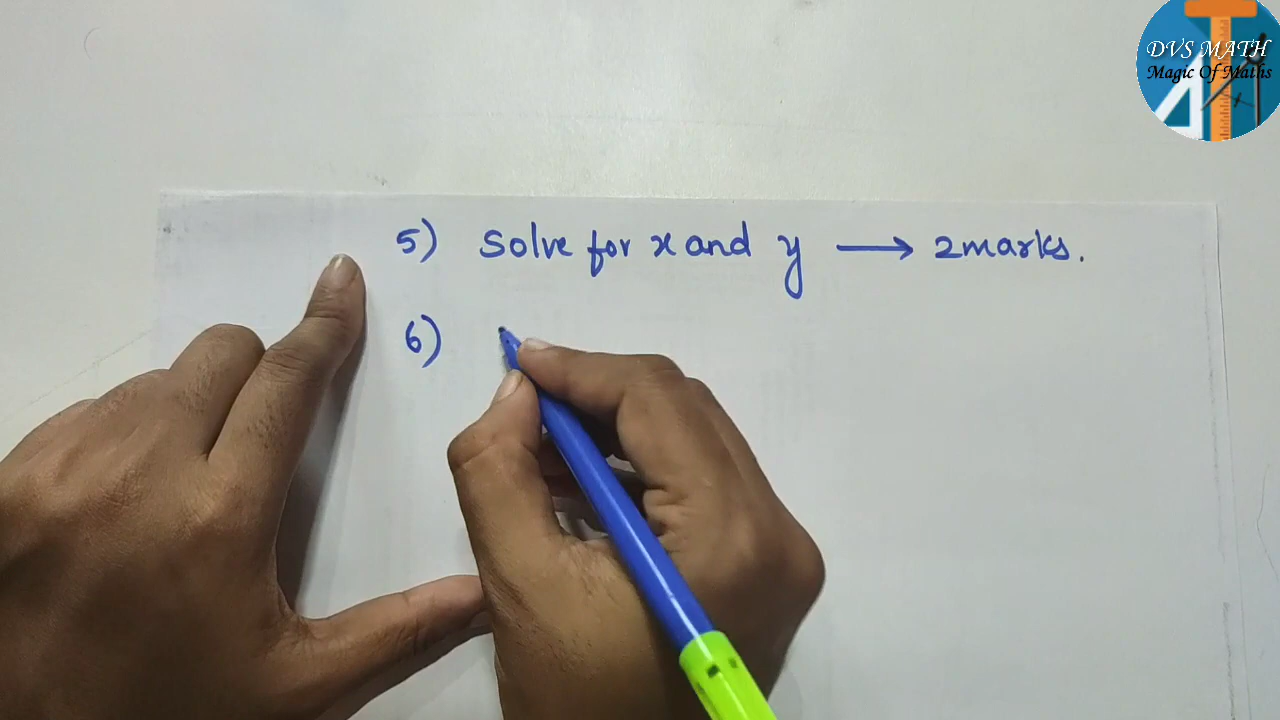 DVS MATH
Magic Of Maths
5) Solve for x and y → 2marks.
6)